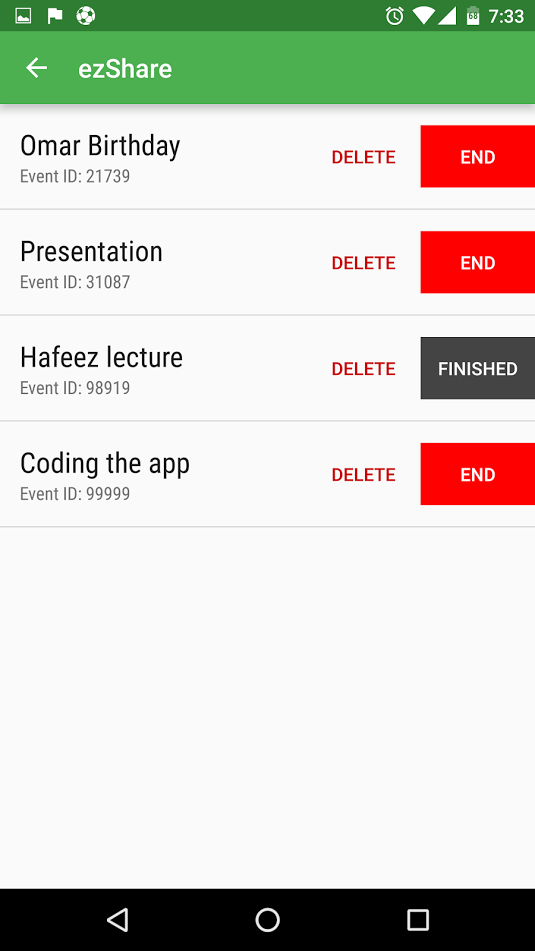 68 7:33
ezShare
Omar Birthday
Event ID: 21739
DELETE
END
Presentation
Event ID: 31087
DELETE
END
Hafeez lecture
Event ID: 98919
DELETE
FINISHED
Coding the app
Event ID: 99999
DELETE
END